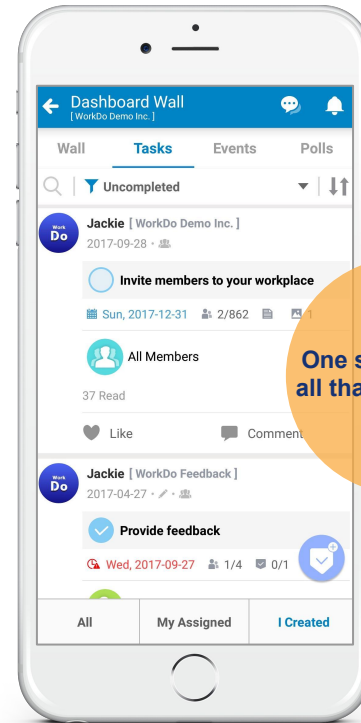 Dashboard Wall
[ WorkDo Demo Inc. ]
Wall Tasks Events Polls
Uncompleted
Work Do
Jackie [ WorkDo Demo Inc. ]
2017-09-28
Invite members to your workplace
Sun, 2017-12-31 2/862 1
All Members
37 Read
Like Comment
One
all
Work Do
Jackie [ WorkDo Feedback ]
2017-04-27
Provide feedback
Wed, 2017-09-27 1/4 0/1
All My Assigned I Created